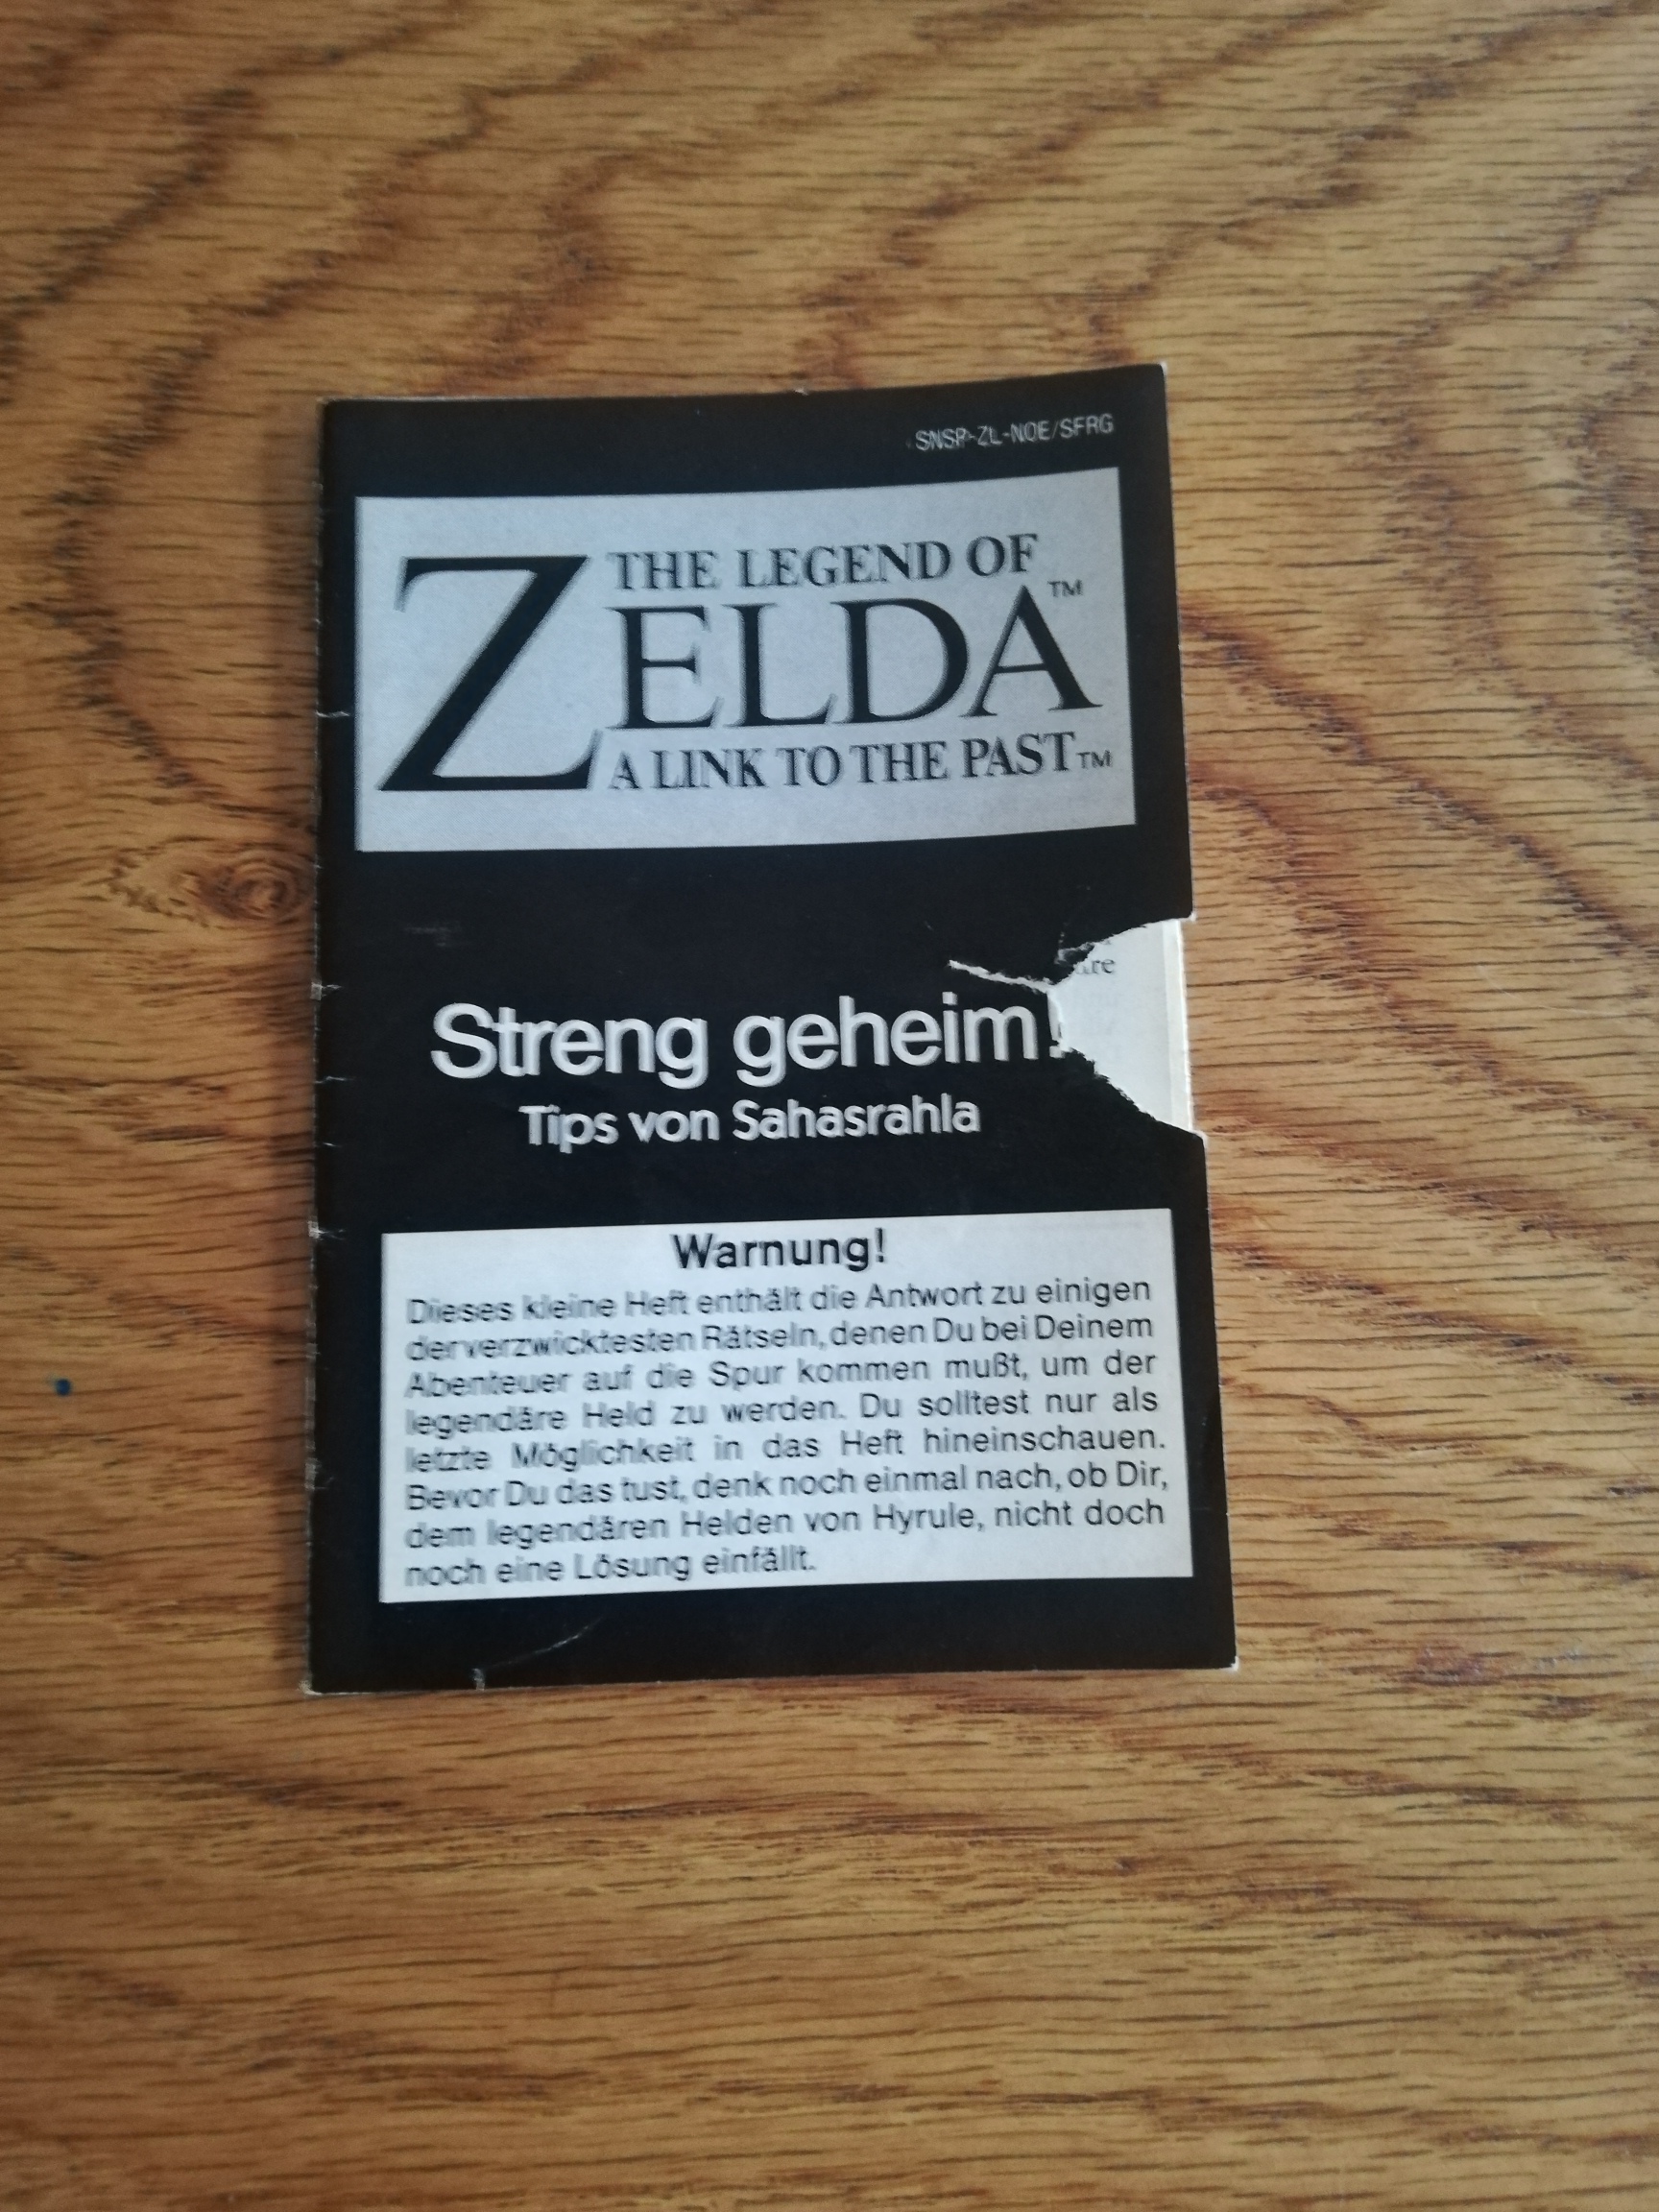 SNSP-ZL-NOE/SFRG
THE LEGEND OF
ZELDA™
A LINK TO THE PAST™
Streng geheim!
Tips von Sahasrahla
Warnung!
Dieses kleine Heft enthält die Antwort zu einigen
der verzwicktesten Rätseln, denen Du bei Deinem
Abenteuer auf die Spur kommen mußt, um der
legendäre Held zu werden. Du solltest nur als
letzte Möglichkeit in das Heft hineinschauen.
Bevor Du das tust, denk noch einmal nach, ob Dir,
dem legendären Helden von Hyrule, nicht doch
noch eine Lösung einfällt.